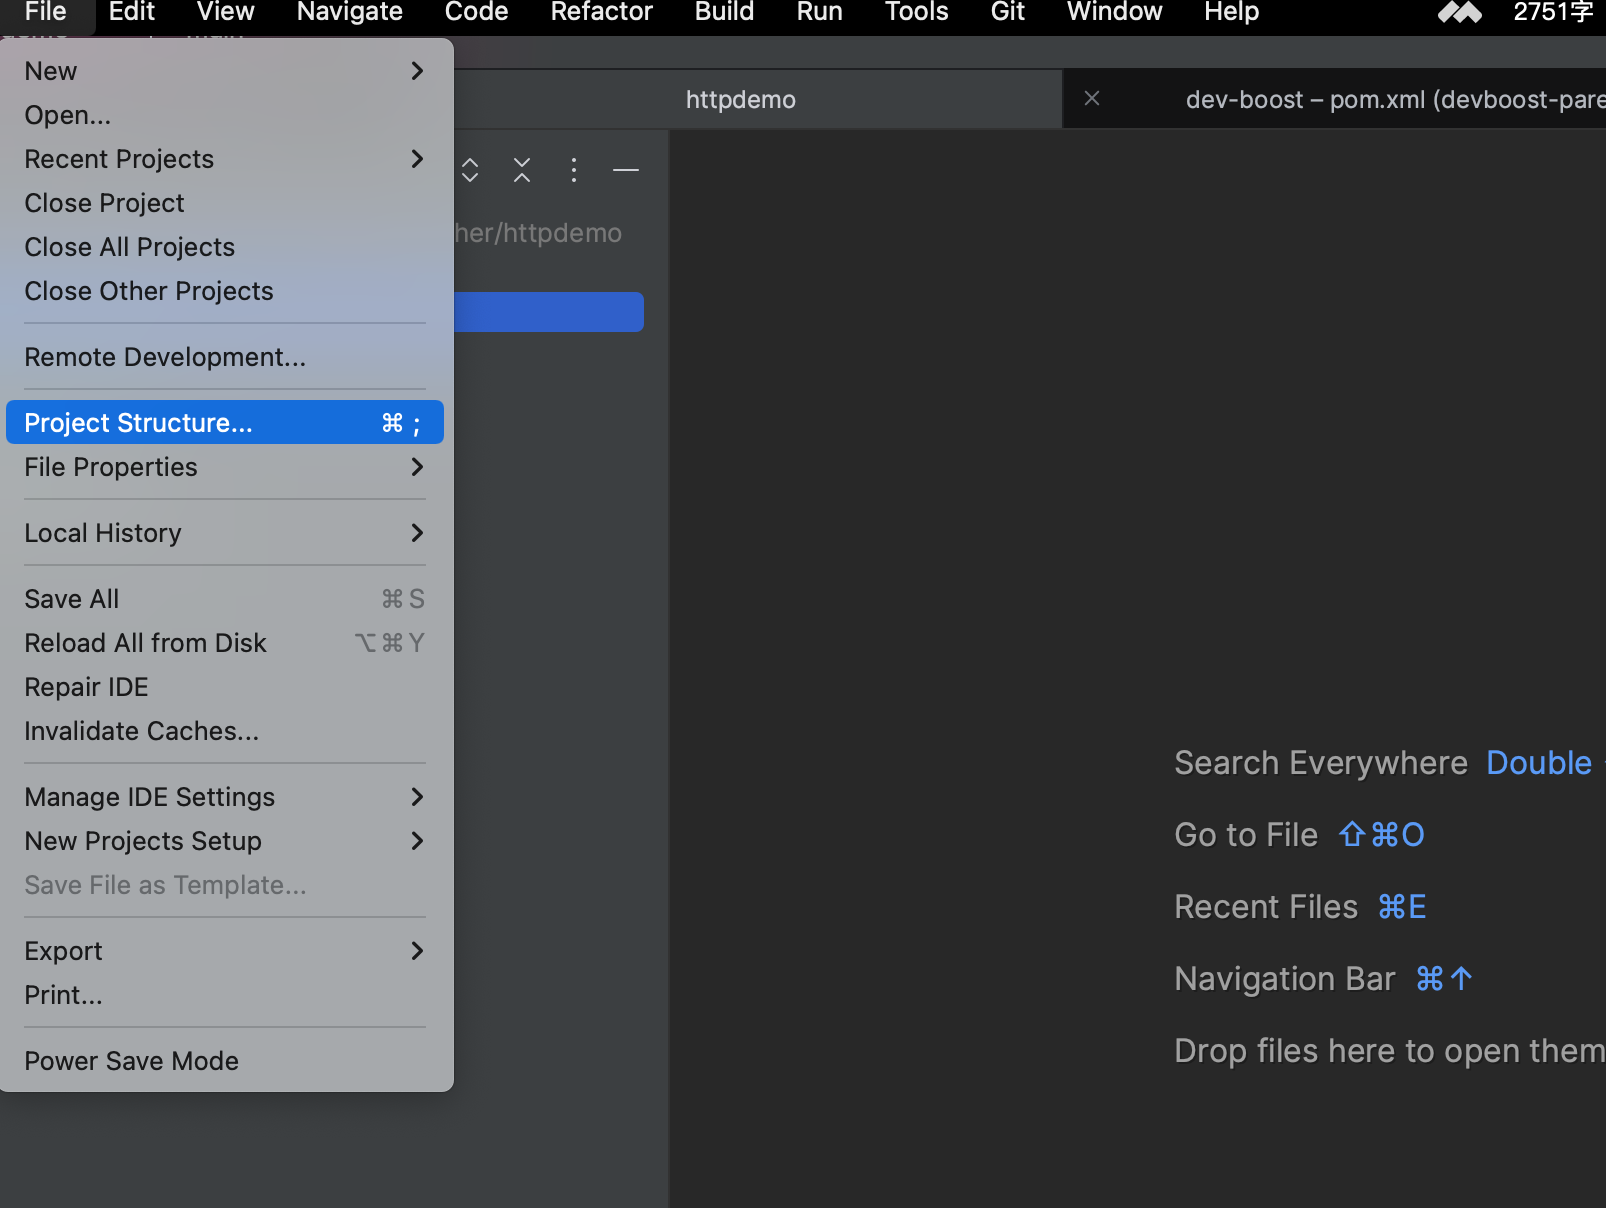 File Edit View Navigate Code Refactor Build Run Tools Git Window Help 2751字
New
Open...
Recent Projects
Close Project
Close All Projects
Close Other Projects
Remote Development...
Project Structure... ⌘ ;
File Properties
Local History
Save All ⌘ S
Reload All from Disk ⌥ ⌘ Y
Repair IDE
Invalidate Caches...
Manage IDE Settings
New Projects Setup
Save File as Template...
Export
Print...
Power Save Mode
httpdemo
dev-boost – pom.xml (devboost-pare
her/httpdemo
Search Everywhere Double
Go to File ⇧⌘O
Recent Files ⌘E
Navigation Bar ⌘↑
Drop files here to open them